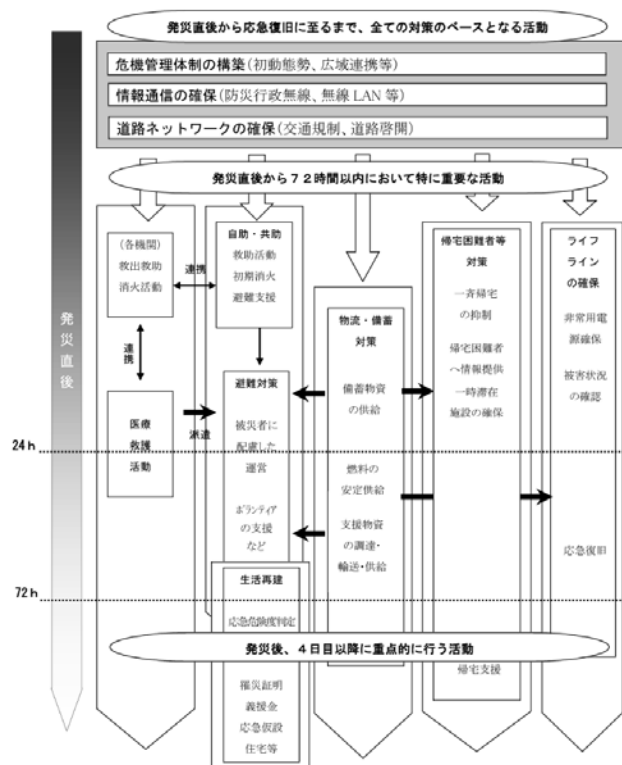 発災直後から応急復旧に至るまで、全ての対策のベースとなる活動
危機管理体制の構築(初動態勢、広域連携等)
情報通信の確保(防災行政無線、無線 LAN 等)
道路ネットワークの確保(交通規制、道路啓開)
発災直後から72時間以内において特に重要な活動
発災直後
24h
72h
(各機関)
救出救助
消火活動
連携
連携
医療
救護
活動
派遣
自助・共助
救助活動
初期消火
避難支援
避難対策
被災者に
配慮した
運営
ボランティア
の支援
など
生活再建
応急危険度判定
物流・備蓄
対策
備蓄物資
の供給
燃料の
安定供給
支援物資
の調達・
輸送・供給
帰宅困難者等
対策
一斉帰宅
の抑制
帰宅困難者
へ情報提供
一時滞在
施設の確保
ライフ
ラインの
確保
非常用電
源確保
被害状況
の確認
応急復旧
発災後、4日目以降に重点的に行う活動
罹災証明
義援金
応急仮設
住宅等
帰宅支援